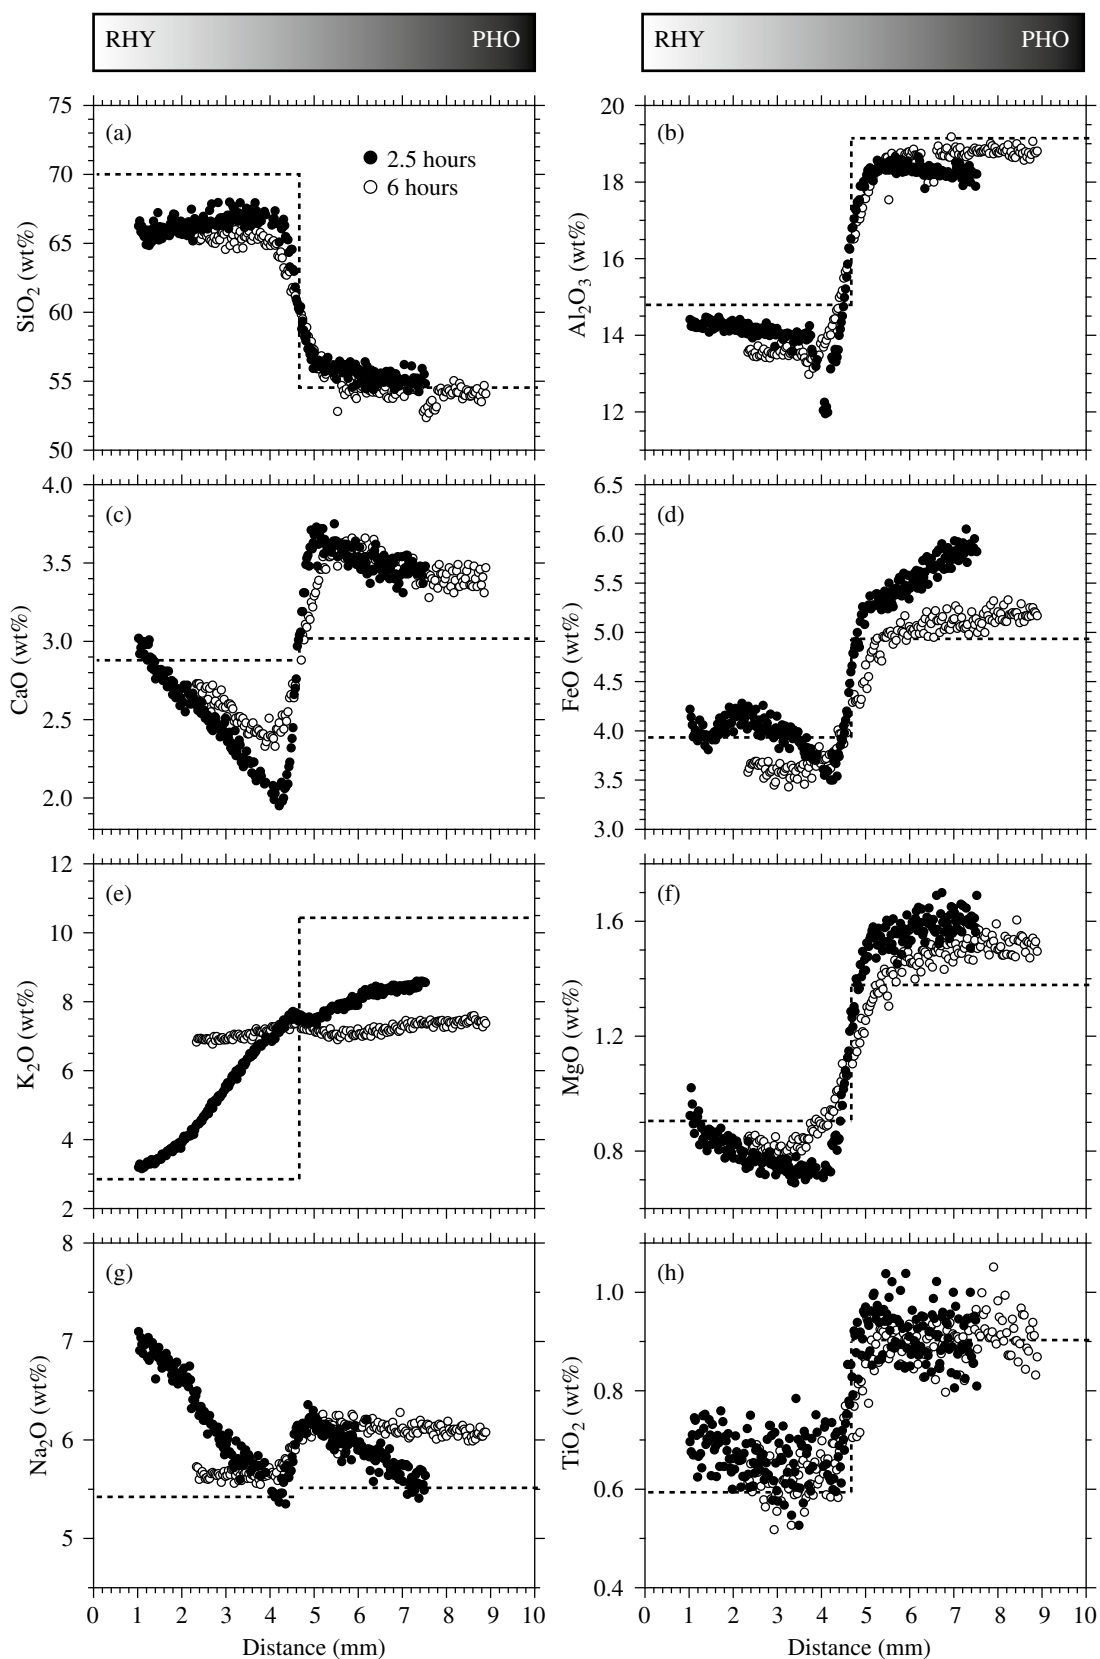 RHY PHO RHY PHO
75 (a) 20 (b)
70
65
60
55
50
● 2.5 hours
○ 6 hours
SiO2 (wt%)
18
16
14
12
Al2O3 (wt%)
4.0 (c)
3.5
3.0
2.5
2.0
CaO (wt%)
6.5 (d)
6.0
5.5
5.0
4.5
4.0
3.5
3.0
FeO (wt%)
12 (e)
10
8
6
4
2
K2O (wt%)
(f)
1.6
1.2
0.8
MgO (wt%)
8 (g)
7
6
5
Na2O (wt%)
0 1 2 3 4 5 6 7 8 9 10
Distance (mm)
(h)
1.0
0.8
0.6
0.4
TiO2 (wt%)
0 1 2 3 4 5 6 7 8 9 10
Distance (mm)